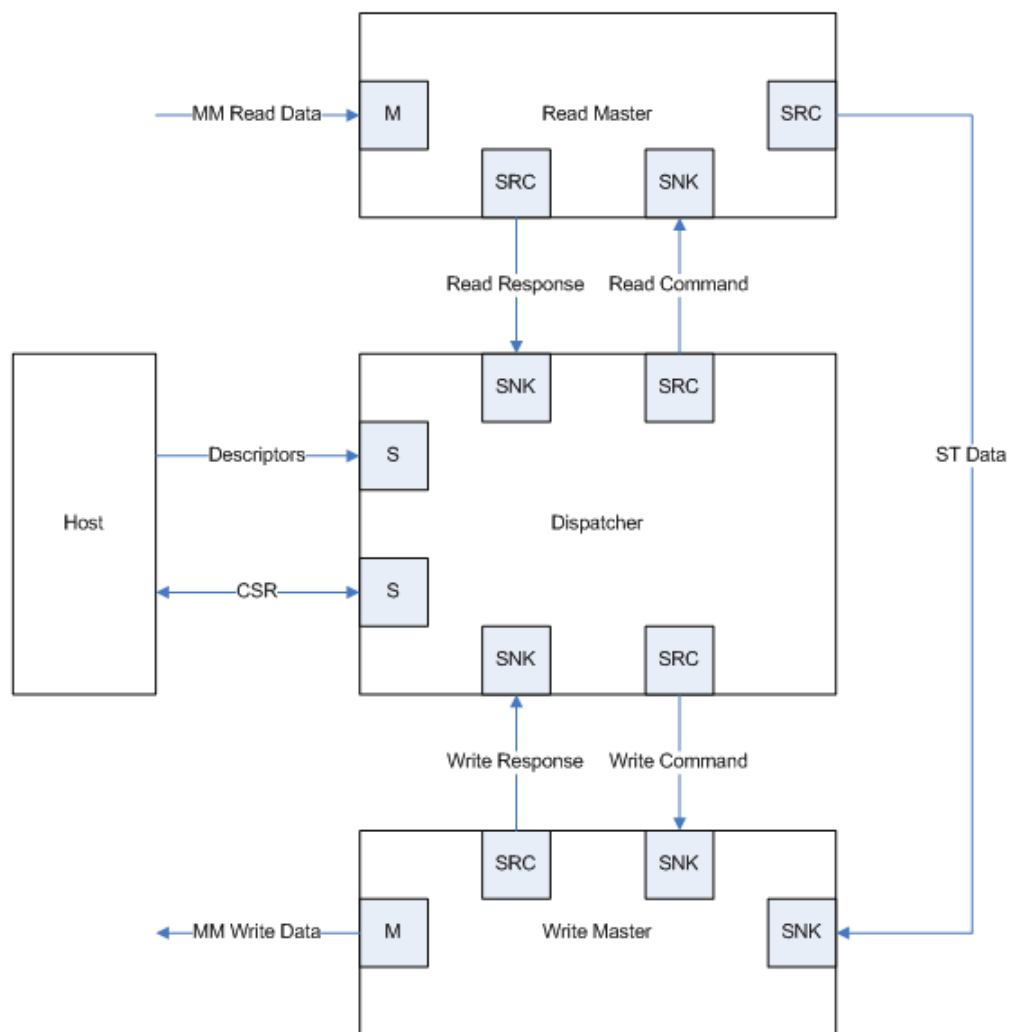 MM Read Data
M
Read Master
SRC
SRC
SNK
Read Response
Read Command
SNK
SRC
Host
Descriptors
S
Dispatcher
ST Data
CSR
S
SNK
SRC
Write Response
Write Command
SRC
SNK
MM Write Data
M
Write Master
SNK